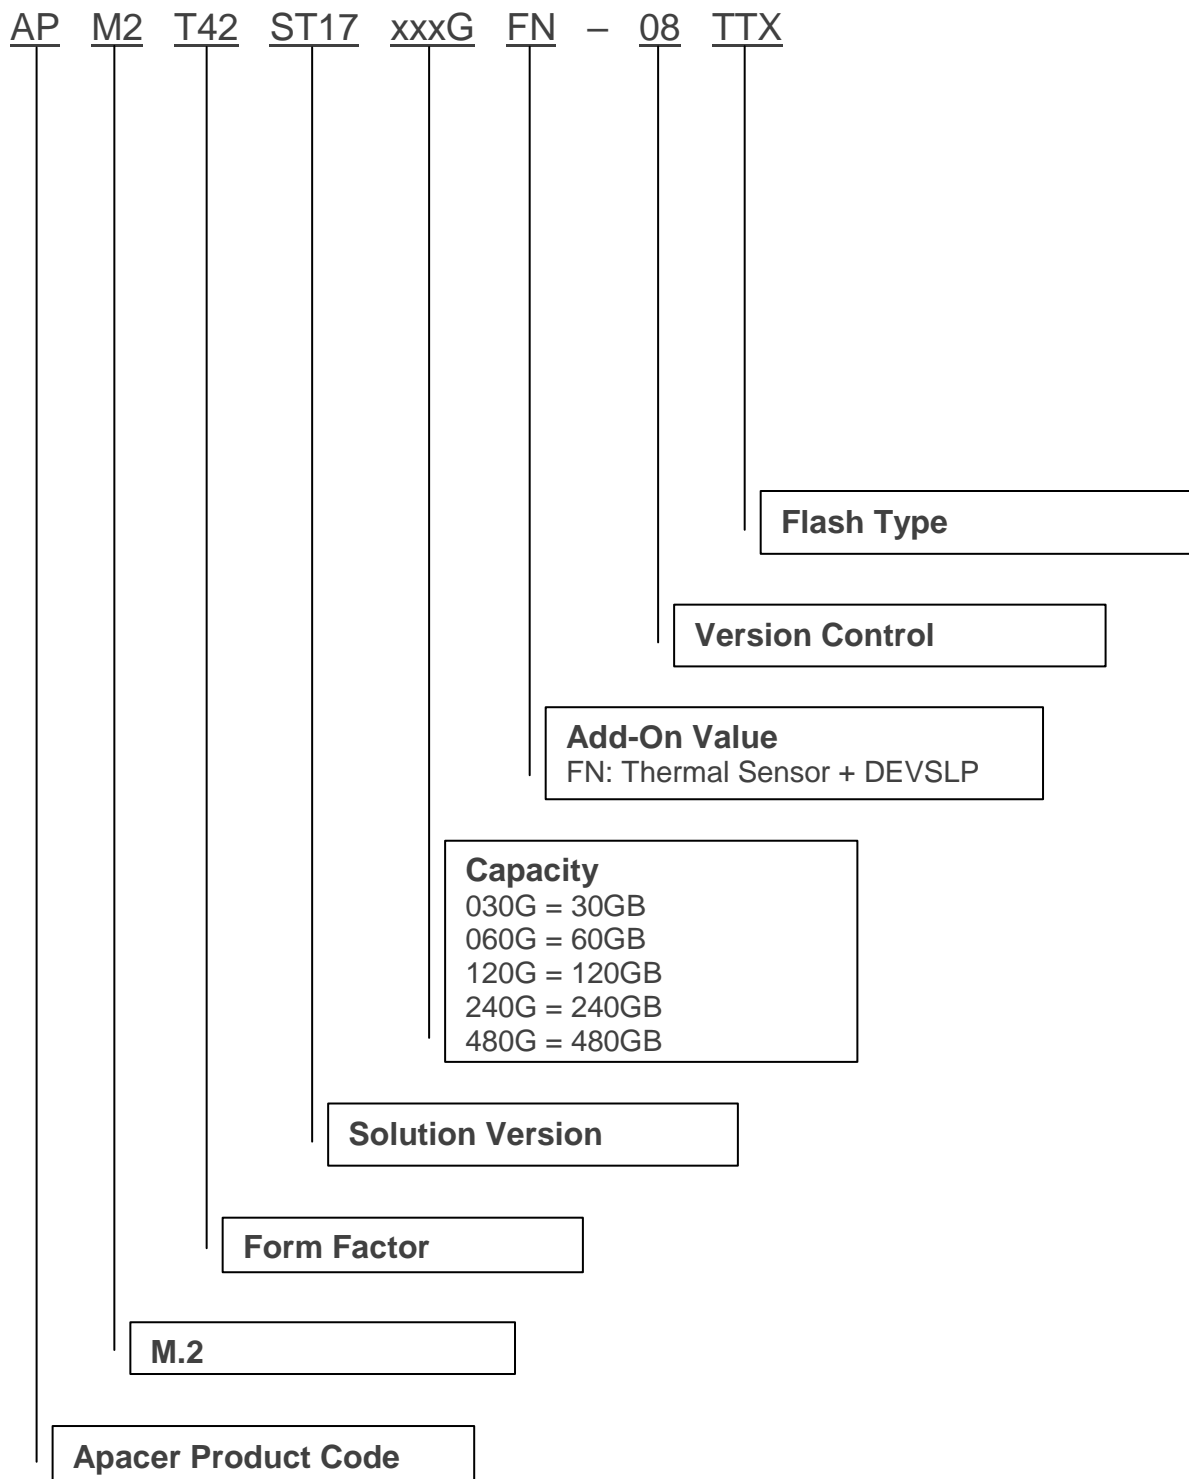 AP M2 T42 ST17 xxxG FN – 08 TTX
Flash Type
Version Control
Add-On Value
FN: Thermal Sensor + DEVSLP
Capacity
030G = 30GB
060G = 60GB
120G = 120GB
240G = 240GB
480G = 480GB
Solution Version
Form Factor
M.2
Apacer Product Code